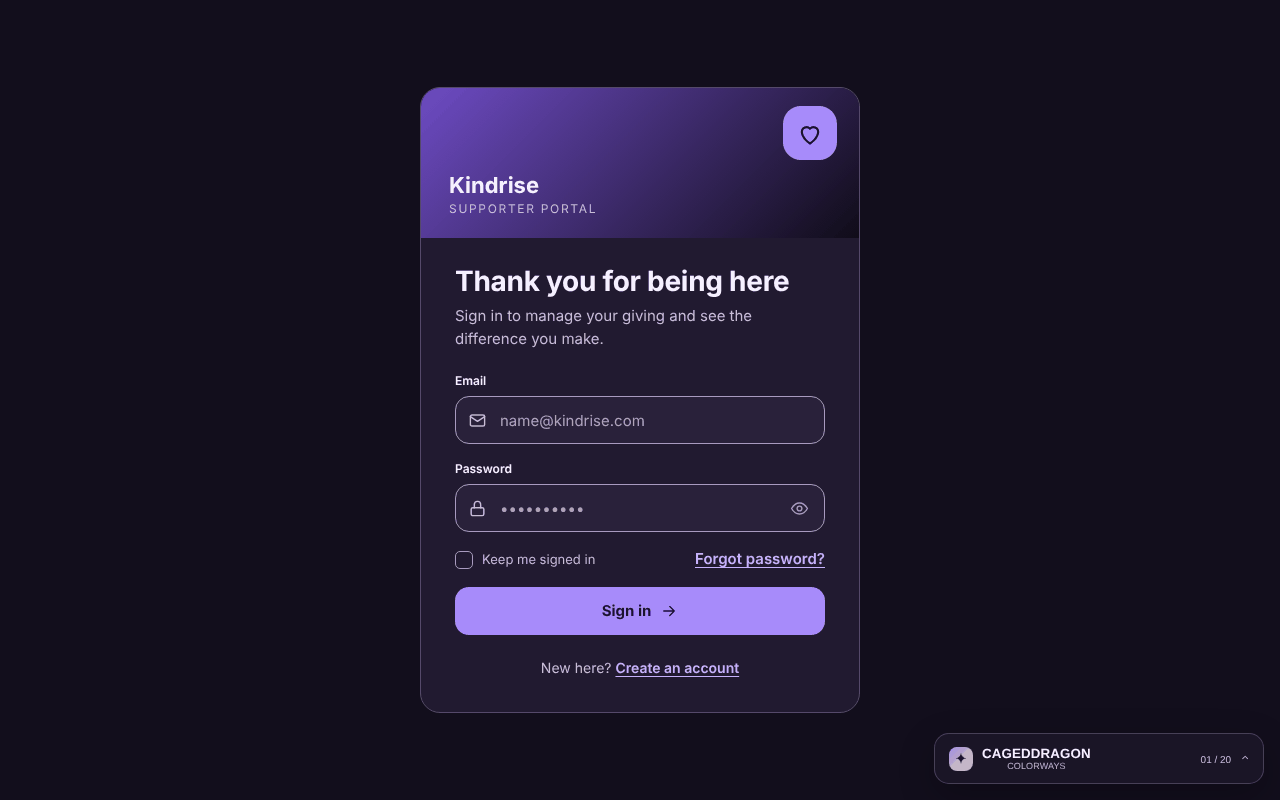 Kindrise
SUPPORTER PORTAL
Thank you for being here
Sign in to manage your giving and see the
difference you make.
Email
name@kindrise.com
Password
••••••••••
Keep me signed in
Forgot password?
Sign in →
New here? Create an account
CAGEDDRAGON
COLORWAYS
01 / 20